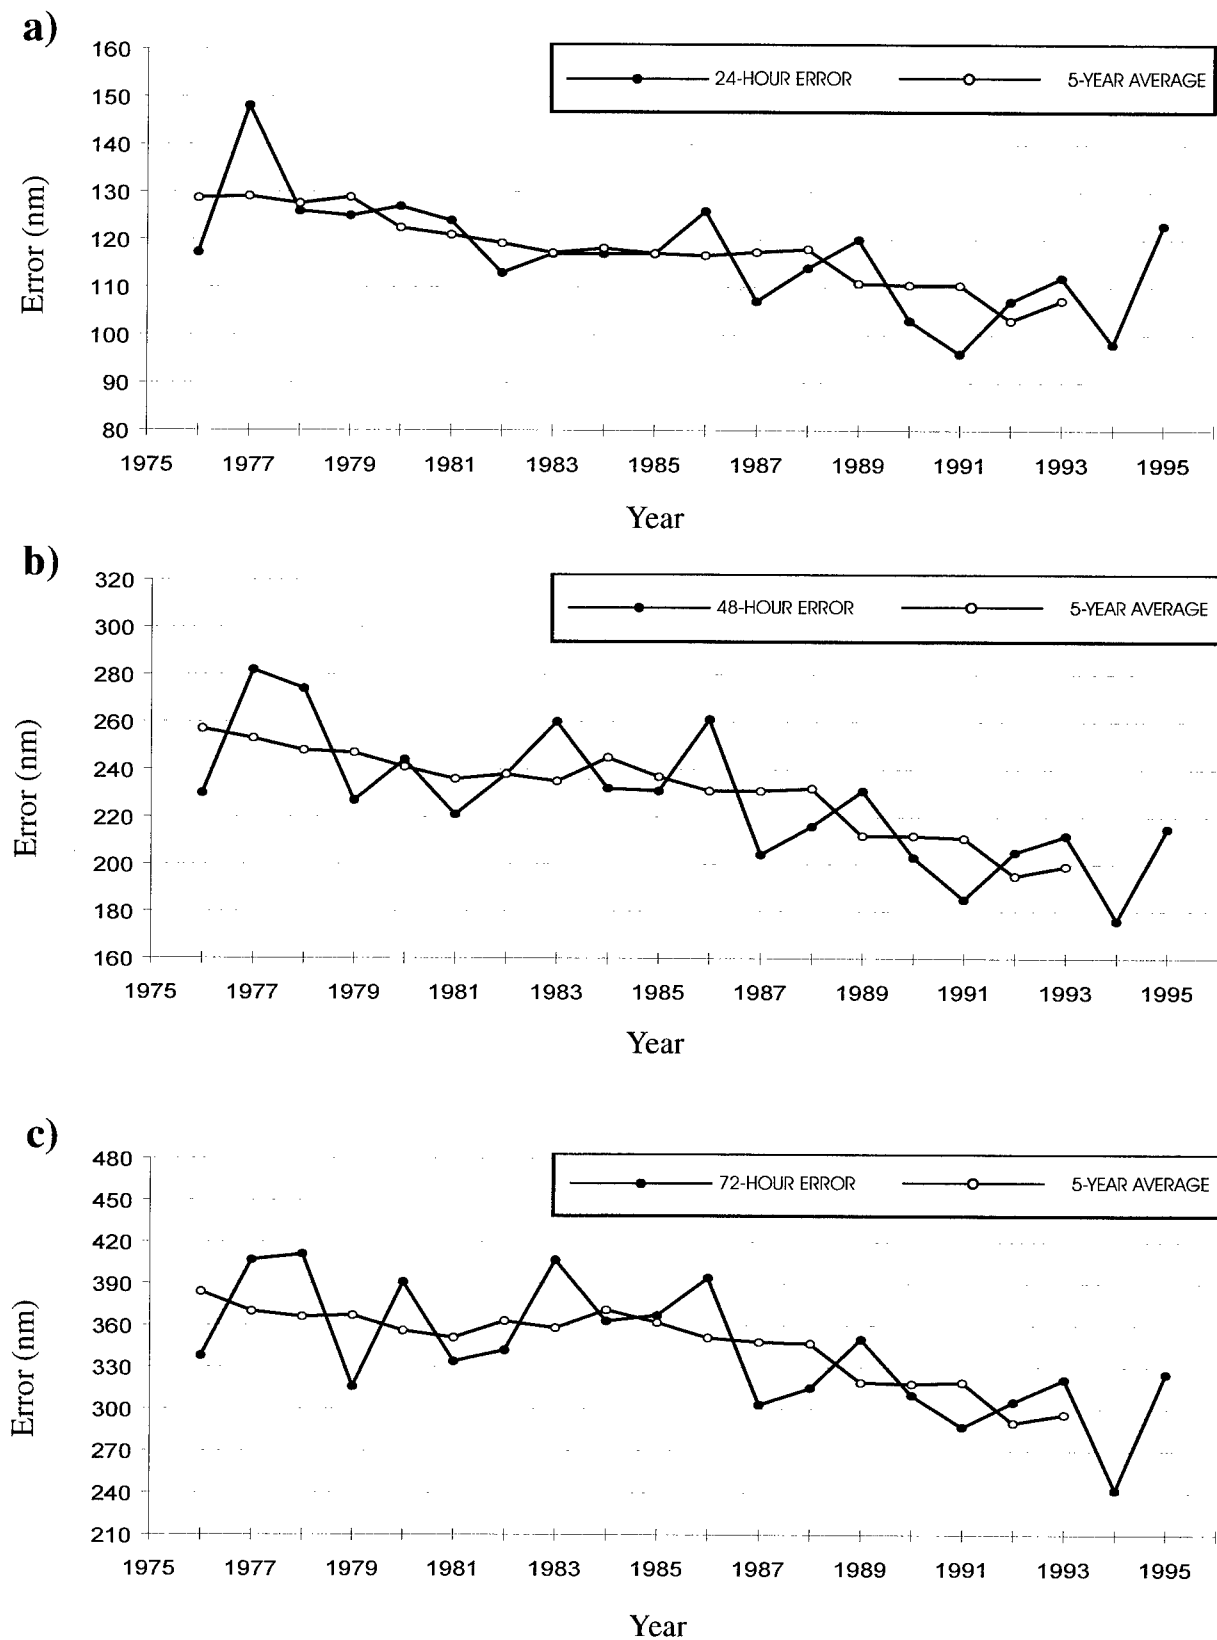 a)
160
150
140
130
120
110
100
90
80
Error (nm)
24-HOUR ERROR 5-YEAR AVERAGE
1975 1977 1979 1981 1983 1985 1987 1989 1991 1993 1995
Year
b)
320
300
280
260
240
220
200
180
160
Error (nm)
48-HOUR ERROR 5-YEAR AVERAGE
1975 1977 1979 1981 1983 1985 1987 1989 1991 1993 1995
Year
c)
480
450
420
390
360
330
300
270
240
210
Error (nm)
72-HOUR ERROR 5-YEAR AVERAGE
1975 1977 1979 1981 1983 1985 1987 1989 1991 1993 1995
Year